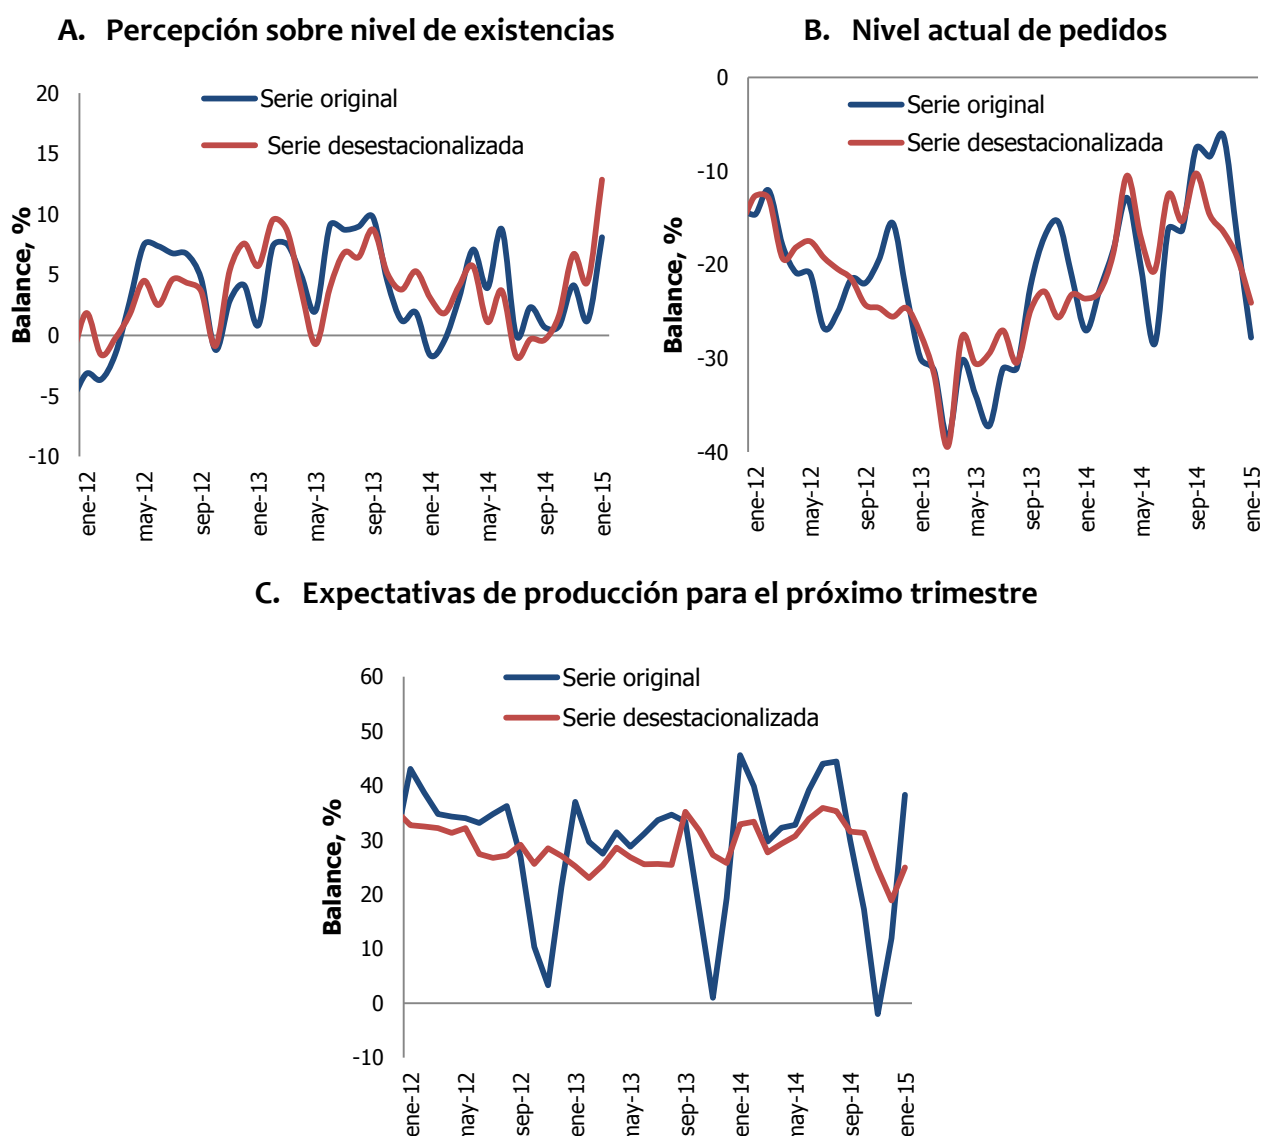 A. Percepción sobre nivel de existencias
Balance, %
20
15
10
5
0
-5
-10
Serie original
Serie desestacionalizada
ene-12
may-12
sep-12
ene-13
may-13
sep-13
ene-14
may-14
sep-14
ene-15
B. Nivel actual de pedidos
Balance, %
0
-10
-20
-30
-40
Serie original
Serie desestacionalizada
ene-12
may-12
sep-12
ene-13
may-13
sep-13
ene-14
may-14
sep-14
ene-15
C. Expectativas de producción para el próximo trimestre
Balance, %
60
50
40
30
20
10
0
-10
Serie original
Serie desestacionalizada
ene-12
may-12
sep-12
ene-13
may-13
sep-13
ene-14
may-14
sep-14
ene-15